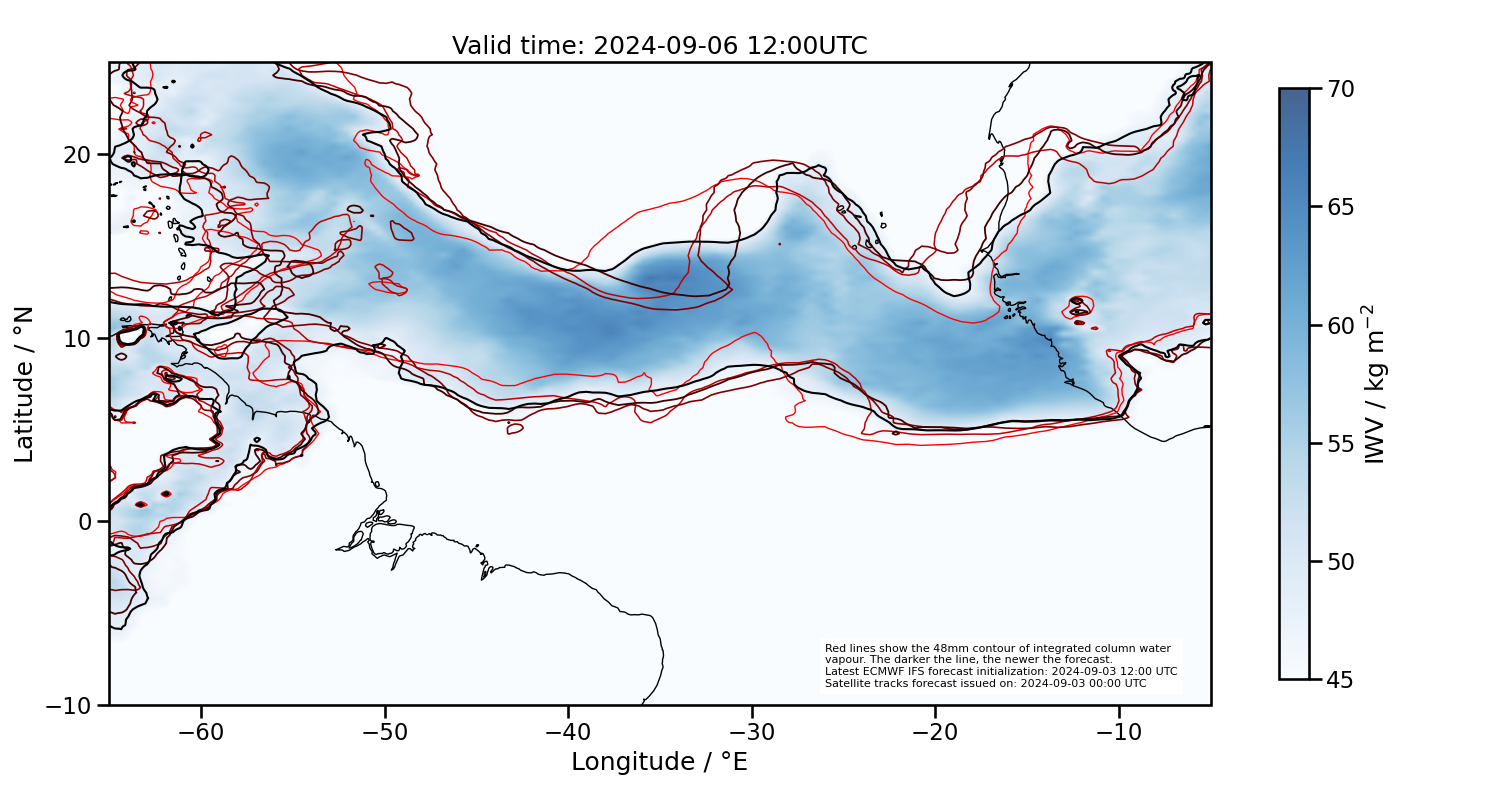 Valid time: 2024-09-06 12:00UTC
Latitude / °N
20
10
0
−10
−60
−50
−40
−30
−20
−10
Longitude / °E
Red lines show the 48mm contour of integrated column water
vapour. The darker the line, the newer the forecast.
Latest ECMWF IFS forecast initialization: 2024-09-03 12:00 UTC
Satellite tracks forecast issued on: 2024-09-03 00:00 UTC
70
65
60
55
50
45
IWV / kg m⁻²